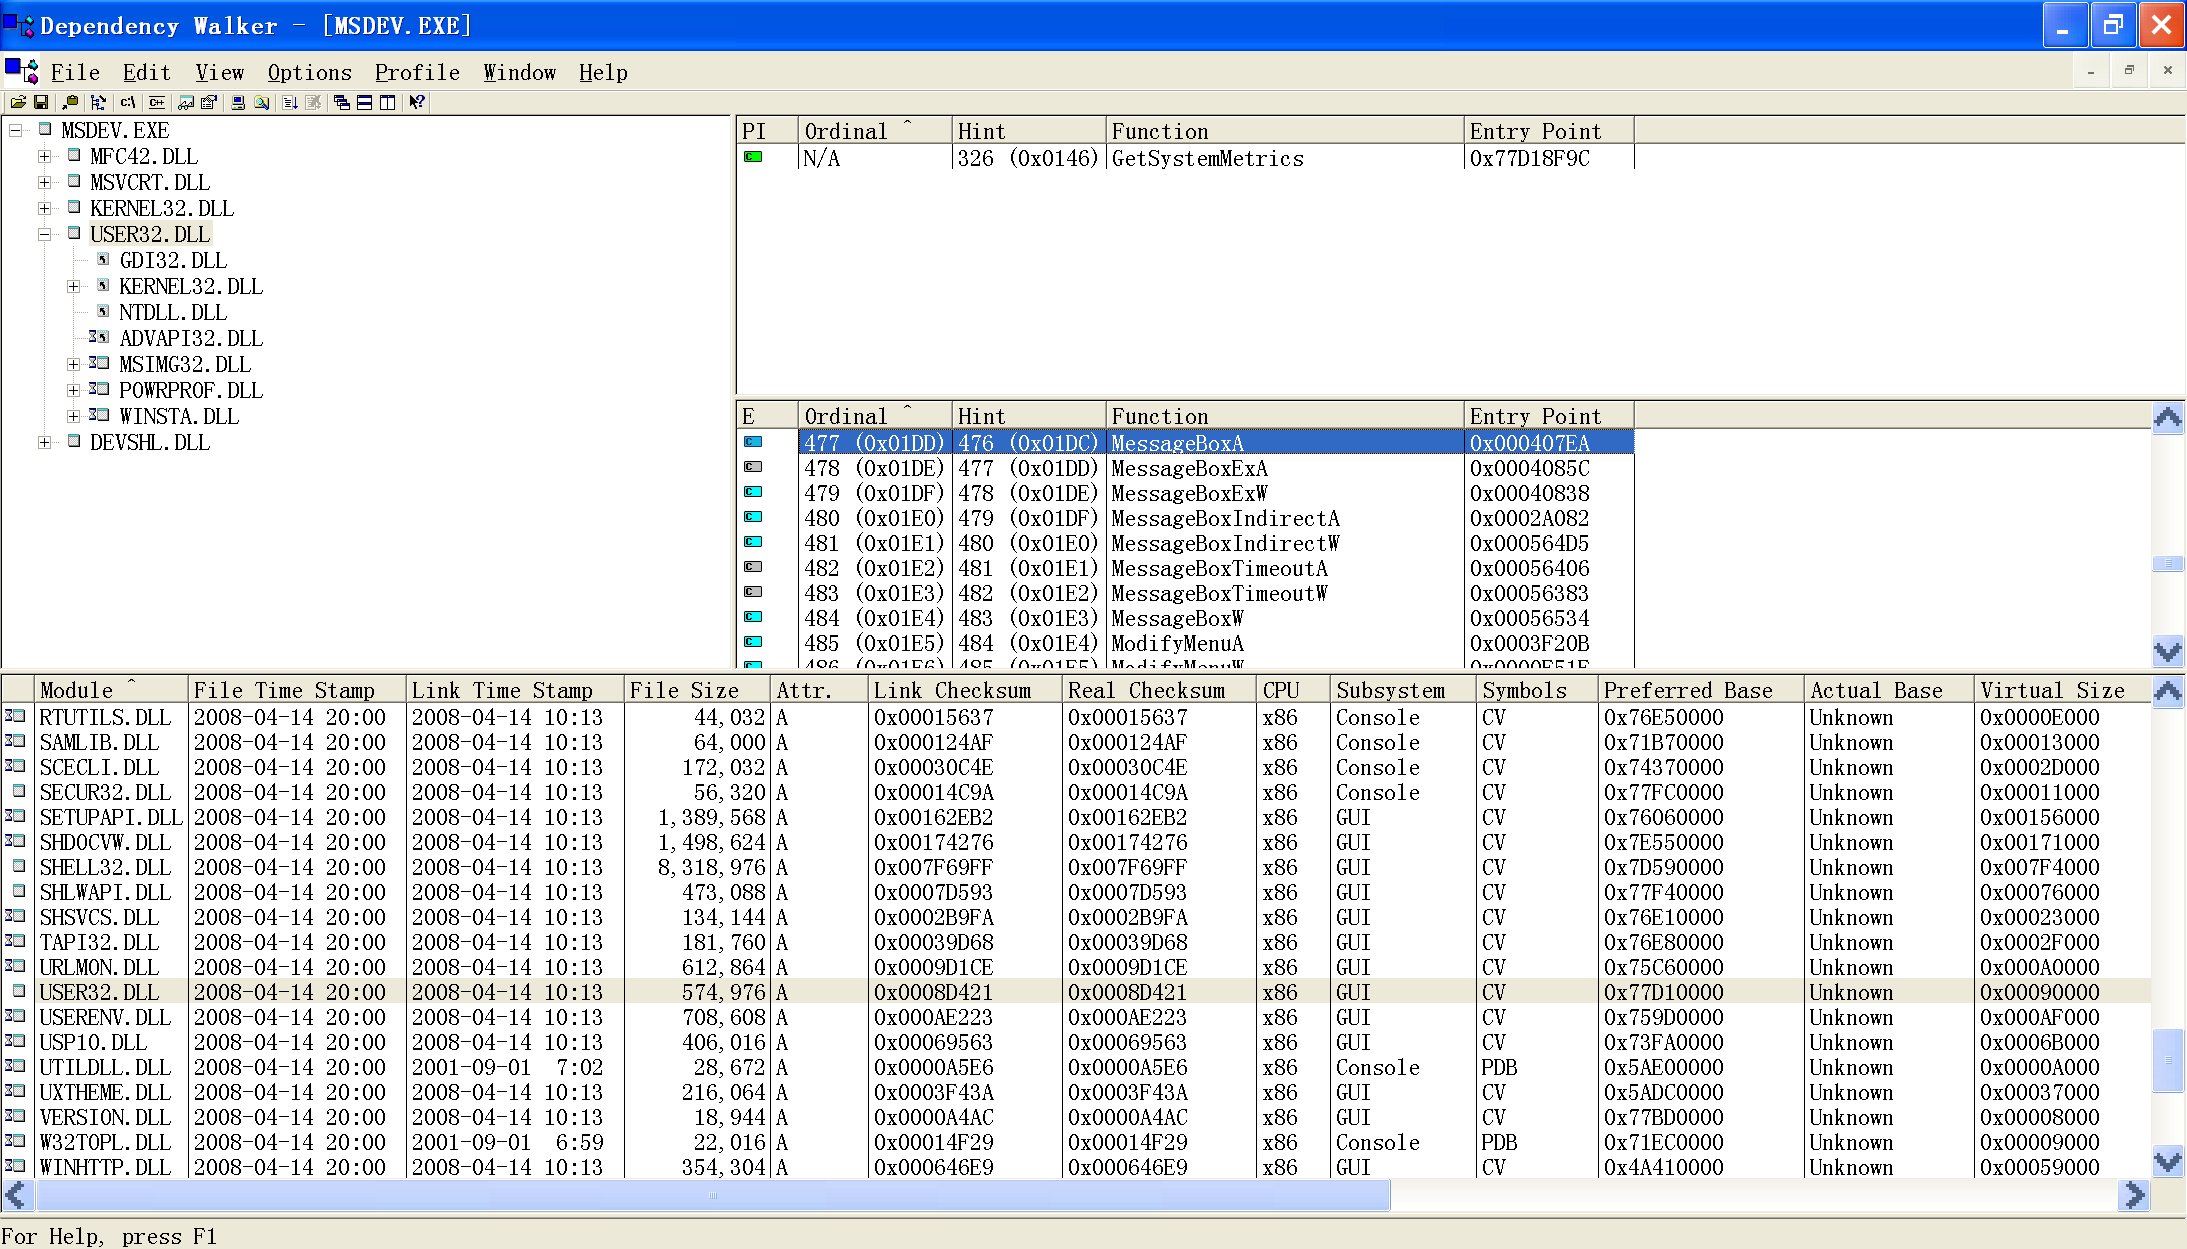 Dependency Walker - [MSDEV.EXE]
File Edit View Options Profile Window Help
MSDEV.EXE
MFC42.DLL
MSVCRT.DLL
KERNEL32.DLL
USER32.DLL
GDI32.DLL
KERNEL32.DLL
NTDLL.DLL
ADVAPI32.DLL
MSIMG32.DLL
POWRPROF.DLL
WINSTA.DLL
DEVSHL.DLL
PI Ordinal ^ Hint Function Entry Point
N/A 326 (0x0146) GetSystemMetrics 0x77D18F9C
E Ordinal ^ Hint Function Entry Point
477 (0x01DD) 476 (0x01DC) MessageBoxA 0x000407EA
478 (0x01DE) 477 (0x01DD) MessageBoxExA 0x0004085C
479 (0x01DF) 478 (0x01DE) MessageBoxExW 0x00040838
480 (0x01E0) 479 (0x01DF) MessageBoxIndirectA 0x0002A082
481 (0x01E1) 480 (0x01E0) MessageBoxIndirectW 0x000564D5
482 (0x01E2) 481 (0x01E1) MessageBoxTimeoutA 0x00056406
483 (0x01E3) 482 (0x01E2) MessageBoxTimeoutW 0x00056383
484 (0x01E4) 483 (0x01E3) MessageBoxW 0x00056534
485 (0x01E5) 484 (0x01E4) ModifyMenuA 0x0003F20B
486 (0x01E6) 485 (0x01E5) ModifyMenuW
Module ^ File Time Stamp Link Time Stamp File Size Attr. Link Checksum Real Checksum CPU Subsystem Symbols Preferred Base Actual Base Virtual Size
RTUTILS.DLL 2008-04-14 20:00 2008-04-14 10:13 44,032 A 0x00015637 0x00015637 x86 Console CV 0x76E50000 Unknown 0x0000E000
SAMLIB.DLL 2008-04-14 20:00 2008-04-14 10:13 64,000 A 0x000124AF 0x000124AF x86 Console CV 0x71B70000 Unknown 0x00013000
SCECLI.DLL 2008-04-14 20:00 2008-04-14 10:13 172,032 A 0x00030C4E 0x00030C4E x86 Console CV 0x74370000 Unknown 0x0002D000
SECUR32.DLL 2008-04-14 20:00 2008-04-14 10:13 56,320 A 0x00014C9A 0x00014C9A x86 Console CV 0x77FC0000 Unknown 0x00011000
SETUPAPI.DLL 2008-04-14 20:00 2008-04-14 10:13 1,389,568 A 0x00162EB2 0x00162EB2 x86 GUI CV 0x76060000 Unknown 0x00156000
SHDOCVW.DLL 2008-04-14 20:00 2008-04-14 10:13 1,498,624 A 0x00174276 0x00174276 x86 GUI CV 0x7E550000 Unknown 0x00171000
SHELL32.DLL 2008-04-14 20:00 2008-04-14 10:13 8,318,976 A 0x007F69FF 0x007F69FF x86 GUI CV 0x7D590000 Unknown 0x007F4000
SHLWAPI.DLL 2008-04-14 20:00 2008-04-14 10:13 473,088 A 0x0007D593 0x0007D593 x86 GUI CV 0x77F40000 Unknown 0x00076000
SHSVCS.DLL 2008-04-14 20:00 2008-04-14 10:13 134,144 A 0x0002B9FA 0x0002B9FA x86 GUI CV 0x76E10000 Unknown 0x00023000
TAPI32.DLL 2008-04-14 20:00 2008-04-14 10:13 181,760 A 0x00039D68 0x00039D68 x86 GUI CV 0x76E80000 Unknown 0x0002F000
URLMON.DLL 2008-04-14 20:00 2008-04-14 10:13 612,864 A 0x0009D1CE 0x0009D1CE x86 GUI CV 0x75C60000 Unknown 0x000A0000
USER32.DLL 2008-04-14 20:00 2008-04-14 10:13 574,976 A 0x0008D421 0x0008D421 x86 GUI CV 0x77D10000 Unknown 0x00090000
USERENV.DLL 2008-04-14 20:00 2008-04-14 10:13 708,608 A 0x000AE223 0x000AE223 x86 GUI CV 0x759D0000 Unknown 0x000AF000
USP10.DLL 2008-04-14 20:00 2008-04-14 10:13 406,016 A 0x00069563 0x00069563 x86 GUI CV 0x73FA0000 Unknown 0x0006B000
UTILDLL.DLL 2008-04-14 20:00 2001-09-01 7:02 28,672 A 0x0000A5E6 0x0000A5E6 x86 Console PDB 0x5AE00000 Unknown 0x0000A000
UXTHEME.DLL 2008-04-14 20:00 2008-04-14 10:13 216,064 A 0x0003F43A 0x0003F43A x86 GUI CV 0x5ADC0000 Unknown 0x00037000
VERSION.DLL 2008-04-14 20:00 2008-04-14 10:13 18,944 A 0x0000A4AC 0x0000A4AC x86 GUI CV 0x77BD0000 Unknown 0x00008000
W32TOPL.DLL 2008-04-14 20:00 2001-09-01 6:59 22,016 A 0x00014F29 0x00014F29 x86 Console PDB 0x71EC0000 Unknown 0x00009000
WINHTTP.DLL 2008-04-14 20:00 2008-04-14 10:13 354,304 A 0x000646E9 0x000646E9 x86 GUI CV 0x4A410000 Unknown 0x00059000
For Help, press F1